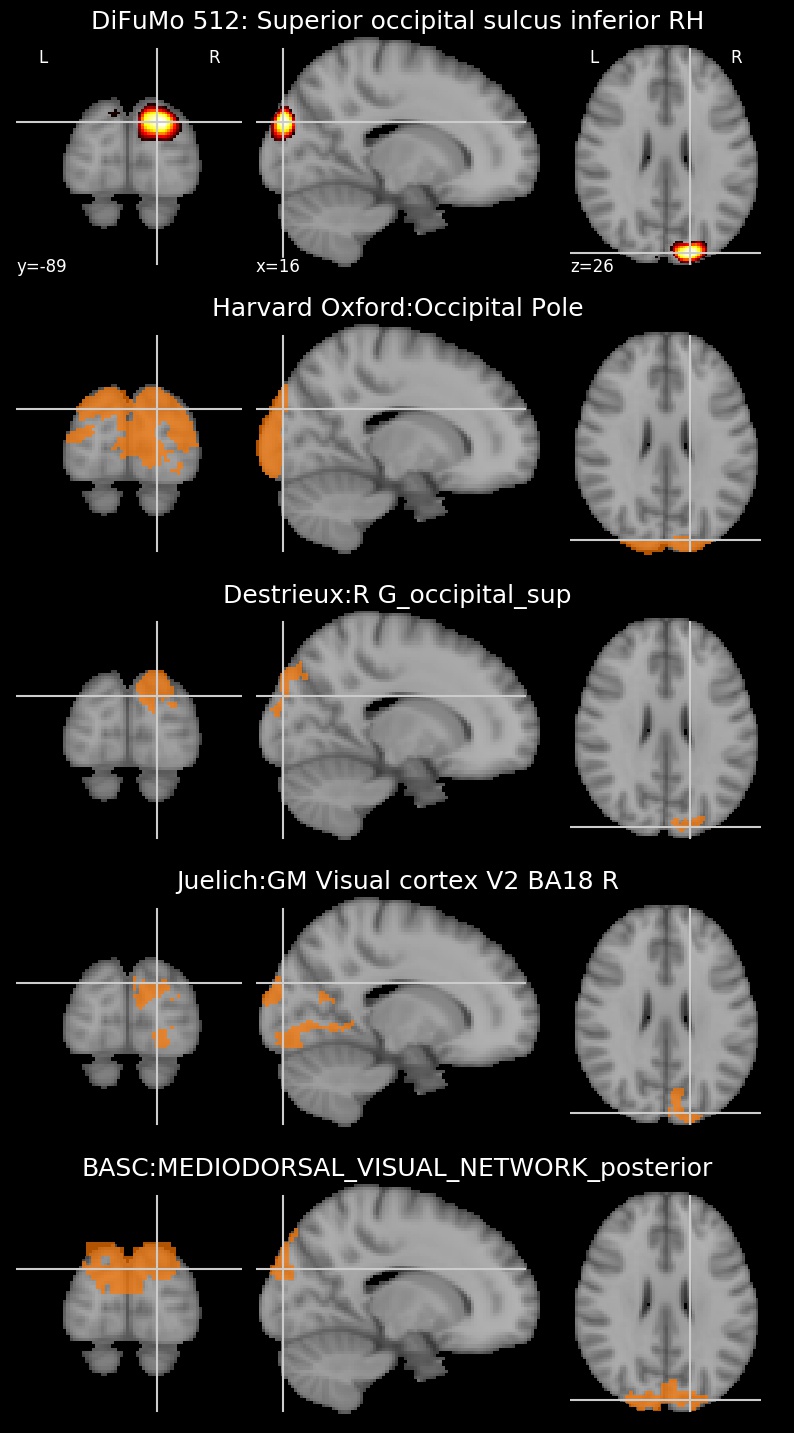 DiFuMo 512: Superior occipital sulcus inferior RH
L R L R
y=-89 x=16 z=26
Harvard Oxford:Occipital Pole
Destrieux:R G_occipital_sup
Juelich:GM Visual cortex V2 BA18 R
BASC:MEDIODORSAL_VISUAL_NETWORK_posterior